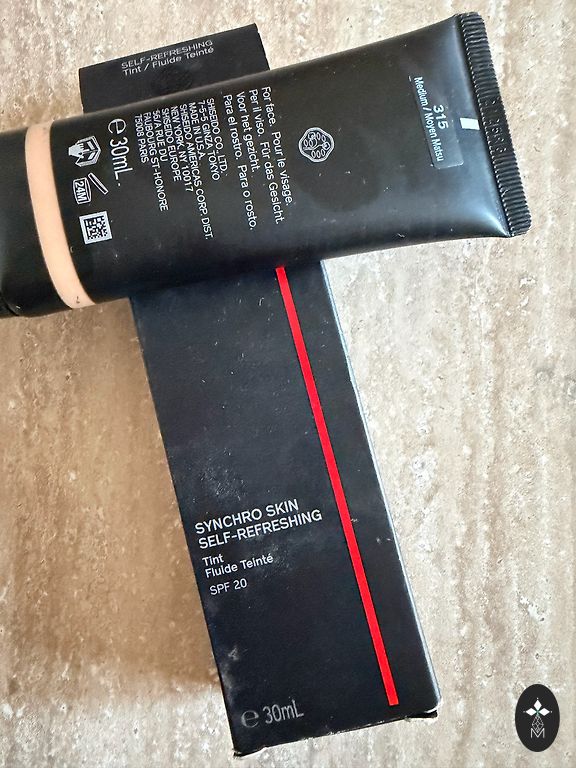 SELF-REFRESHING
Tint / Fluide Teinté
315
Medium / Moyen Matsu
For face. Pour le visage.
Per il viso. Für das Gesicht.
Voor het gezicht.
Para el rostro. Para o rosto.
SHISEIDO CO., LTD.
7-5-5 GINZA, TOKYO
MADE IN U.S.A.
SHISEIDO AMERICAS CORP. DIST.
NEW YORK, NY 10017
SHISEIDO EUROPE
56A, RUE DU
FAUBOURG ST-HONORE
75008 PARIS
e 30mL.
24M
SYNCHRO SKIN
SELF-REFRESHING
Tint
Fluide Teinté
SPF 20
e 30mL
M